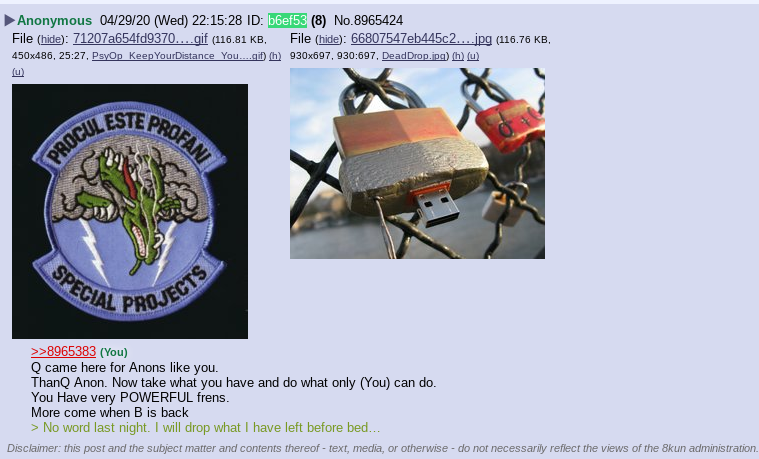 ▶Anonymous 04/29/20 (Wed) 22:15:28 ID: b6ef53 (8) No.8965424
File (hide): 71207a654fd9370….gif (116.81 KB, 450x486, 25:27, PsyOp_KeepYourDistance_You….gif) (h) (u)
File (hide): 66807547eb445c2….jpg (116.76 KB, 930x697, 930:697, DeadDrop.jpg) (h) (u)
PROCUL ESTE PROFANI
SPECIAL PROJECTS
>>8965383 (You)
Q came here for Anons like you.
ThanQ Anon. Now take what you have and do what only (You) can do.
You Have very POWERFUL frens.
More come when B is back
> No word last night. I will drop what I have left before bed…
Disclaimer: this post and the subject matter and contents thereof - text, media, or otherwise - do not necessarily reflect the views of the 8kun administration.